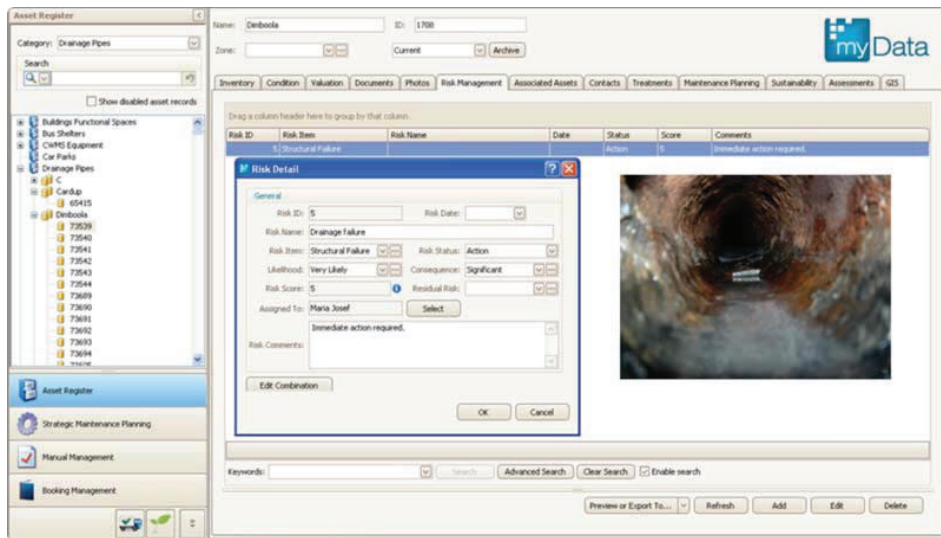 Asset Register
Category: Drainage Pipes
Search
Show disabled asset records
Buildings Functional Spaces
Bus Shelters
CWMS Equipment
Car Parks
Drainage Pipes
C
Cardup
65415
Dimboola
73539
73540
73541
73542
73543
73544
73689
73690
73691
73692
73693
73694
Asset Register
Strategic Maintenance Planning
Manual Management
Booking Management
Name: Dimboola ID: 1708
Zone: Current Archive
myData
Inventory Condition Valuation Documents Photos Risk Management Associated Assets Contacts Treatments Maintenance Planning Sustainability Assessments GIS
Drag a column header here to group by that column.
Risk ID Risk Item Risk Name Date Status Score Comments
5 Structural Failure Action 5 Immediate action required.
Risk Detail
General
Risk ID: 5 Risk Date:
Risk Name: Drainage failure
Risk Item: Structural Failure Risk Status: Action
Likelihood: Very Likely Consequence: Significant
Risk Score: 5 Residual Risk:
Assigned To: Maria Josef Select
Risk Comments: Immediate action required.
Edit Combination
OK Cancel
Keywords: Search Advanced Search Clear Search Enable search
Preview or Export To... Refresh Add Edit Delete